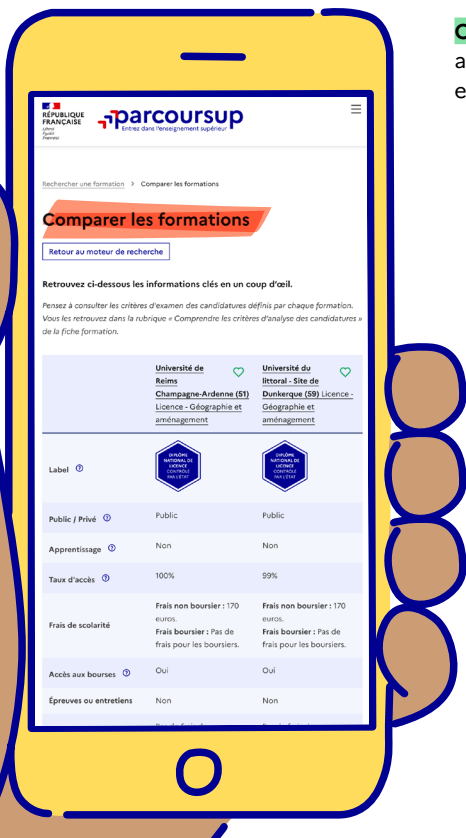 RÉPUBLIQUE
FRANÇAISE
Liberté
Égalité
Fraternité
parcoursup
Entrez dans l'enseignement supérieur
Rechercher une formation > Comparer les formations
Comparer les formations
Retour au moteur de recherche
Retrouvez ci-dessous les informations clés en un coup d'œil.
Pensez à consulter les critères d'examen des candidatures définis par chaque formation.
Vous les retrouvez dans la rubrique « Comprendre les critères d'analyse des candidatures »
de la fiche formation.
Université de
Reims
Champagne-Ardenne (51)
Licence - Géographie et
aménagement
Université du
littoral - Site de
Dunkerque (59) Licence -
Géographie et
aménagement
Label
DIPLÔME
NATIONAL DE
LICENCE
CONTRÔLÉ
PAR L'ÉTAT
DIPLÔME
NATIONAL DE
LICENCE
CONTRÔLÉ
PAR L'ÉTAT
Public / Privé Public Public
Apprentissage Non Non
Taux d'accès 100% 99%
Frais de scolarité
Frais non boursier : 170
euros.
Frais boursier : Pas de
frais pour les boursiers.
Frais non boursier : 170
euros.
Frais boursier : Pas de
frais pour les boursiers.
Accès aux bourses Oui Oui
Épreuves ou entretiens Non Non